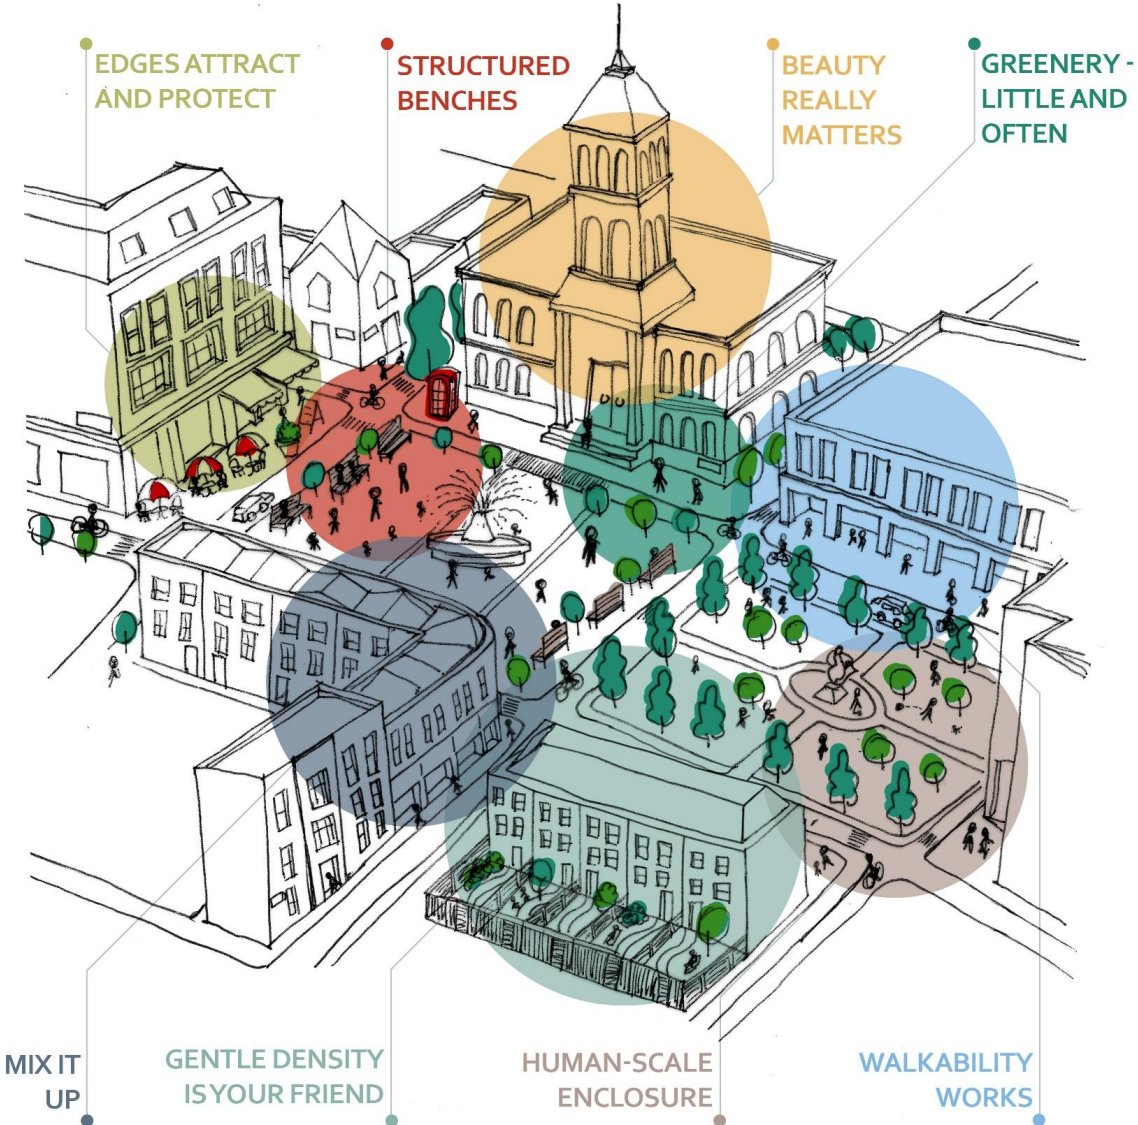 EDGES ATTRACT
AND PROTECT
STRUCTURED
BENCHES
BEAUTY
REALLY
MATTERS
GREENERY -
LITTLE AND
OFTEN
MIX IT
UP
GENTLE DENSITY
IS YOUR FRIEND
HUMAN-SCALE
ENCLOSURE
WALKABILITY
WORKS